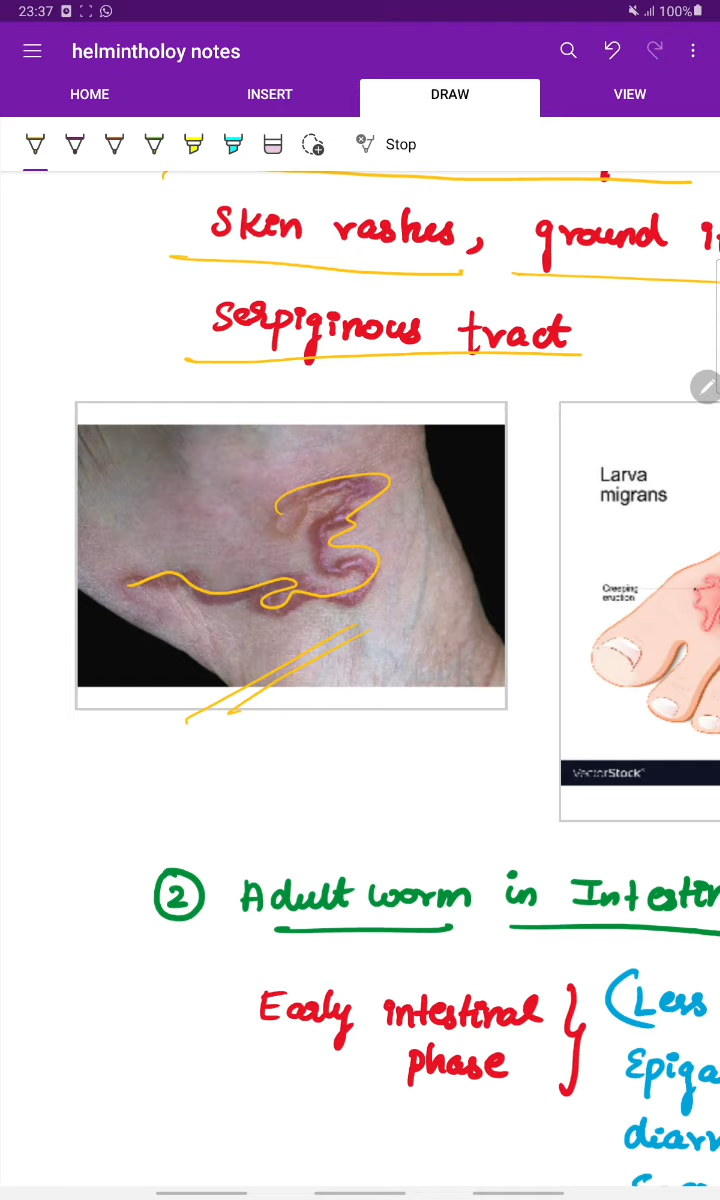 23:37
100%
helmintholoy notes
HOME INSERT DRAW VIEW
Stop
Skin rashes, ground i
Serpiginous tract
Larva
migrans
Creeping
eruption
VectorStock
② Adult worm in Intestin
Early intestinal } (Less
phase
Epiga
diarr